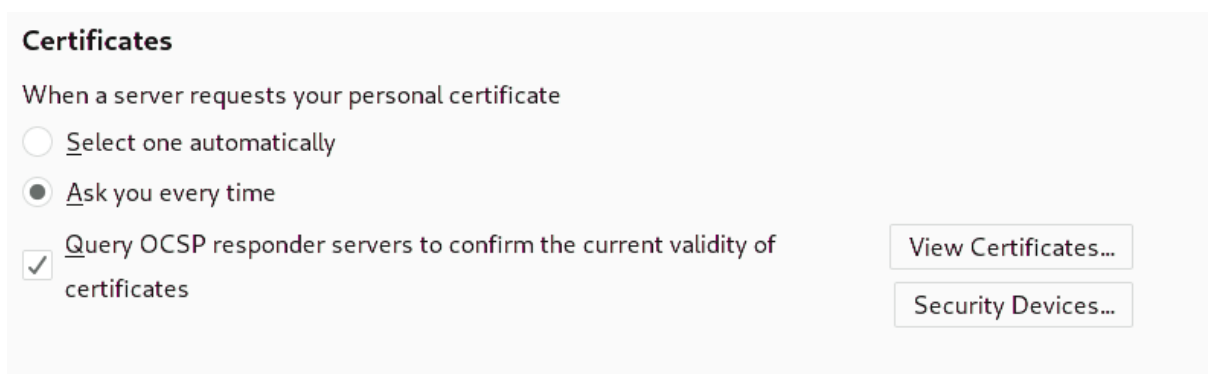 Certificates
When a server requests your personal certificate
Select one automatically
Ask you every time
Query OCSP responder servers to confirm the current validity of
certificates
View Certificates...
Security Devices...